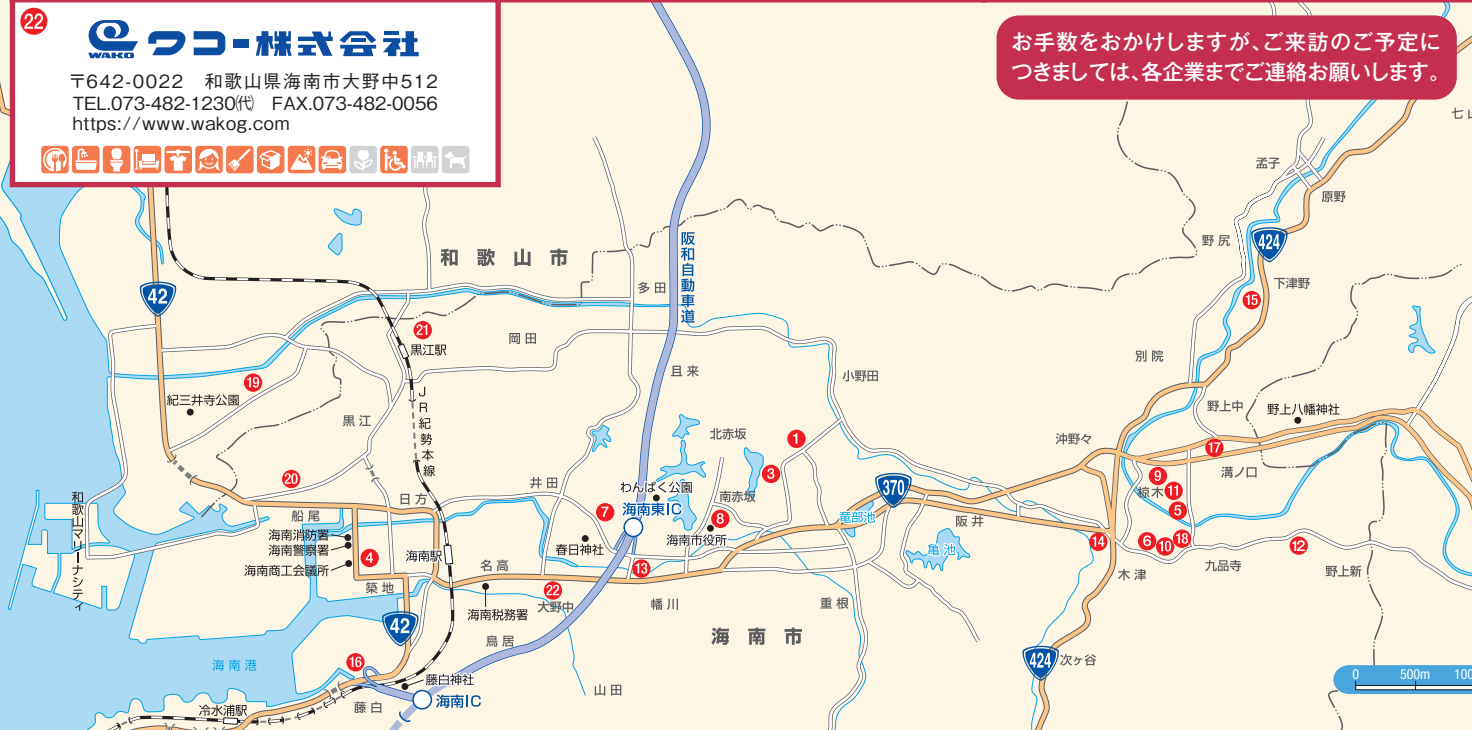 22
WAKO
ワコー株式会社
〒642-0022 和歌山県海南市大野中512
TEL.073-482-1230㈹ FAX.073-482-0056
https://www.wakog.com
お手数をおかけしますが、ご来訪のご予定に
つきましては、各企業までご連絡お願いします。
七山
孟子
原野
野尻
424
和歌山市
阪和自動車道
多田
下津野
42
15
21
岡田
黒江駅
別院
且来
小野田
19
紀三井寺公園
JR紀勢本線
黒江
野上中
野上八幡神社
北赤坂
1
沖野々
17
3
溝ノ口
20
井田
わんぱく公園
370
9
椋木
11
日方
南赤坂
和歌山マリーナシティ
船尾
7
海南東IC
8
竜部池
阪井
5
海南消防署
海南警察署
海南市役所
4
海南駅
春日神社
亀池
14
6
10
18
12
海南商工会議所
名高
13
九品寺
野上新
築地
22
大野中
木津
海南税務署
幡川
重根
42
鳥居
海南市
海南港
16
424
次ヶ谷
藤白神社
山田
0
500m
冷水浦駅
藤白
海南IC